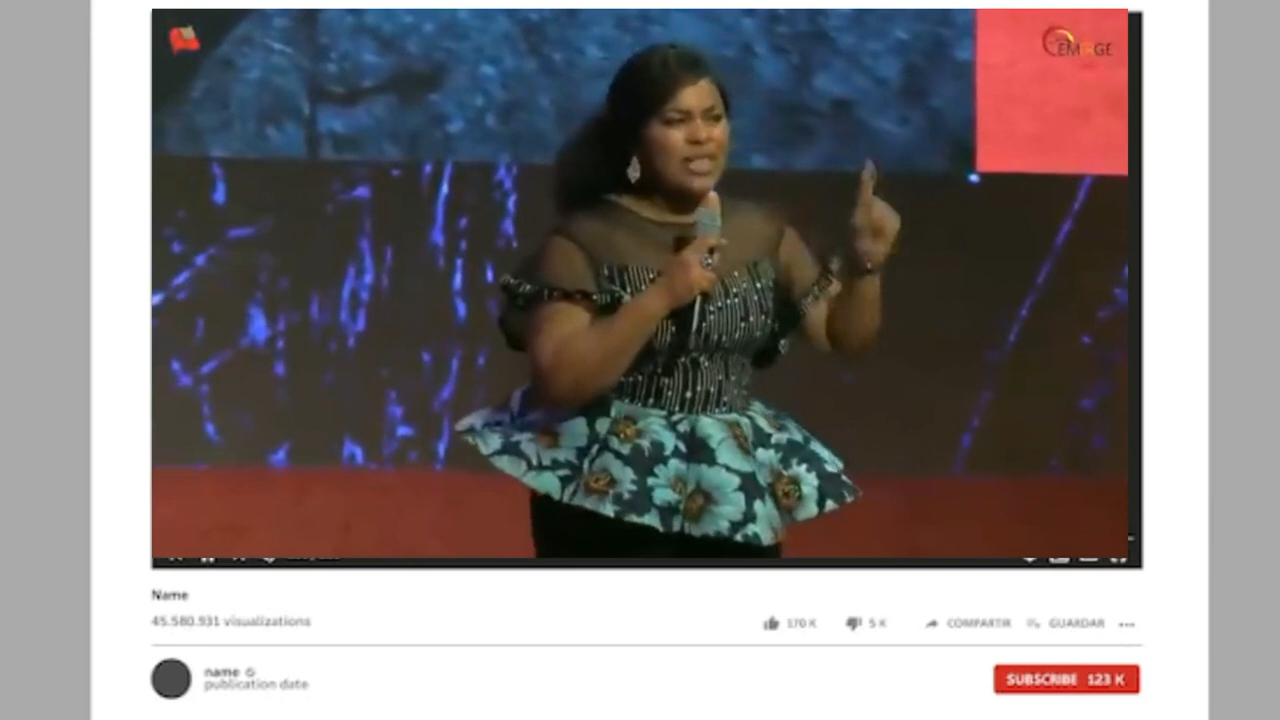 EMERGE
Name
45.580.931 visualizations
170 K
5 K
COMPARTIR
GUARDAR
name
publication date
SUBSCRIBE 123 K